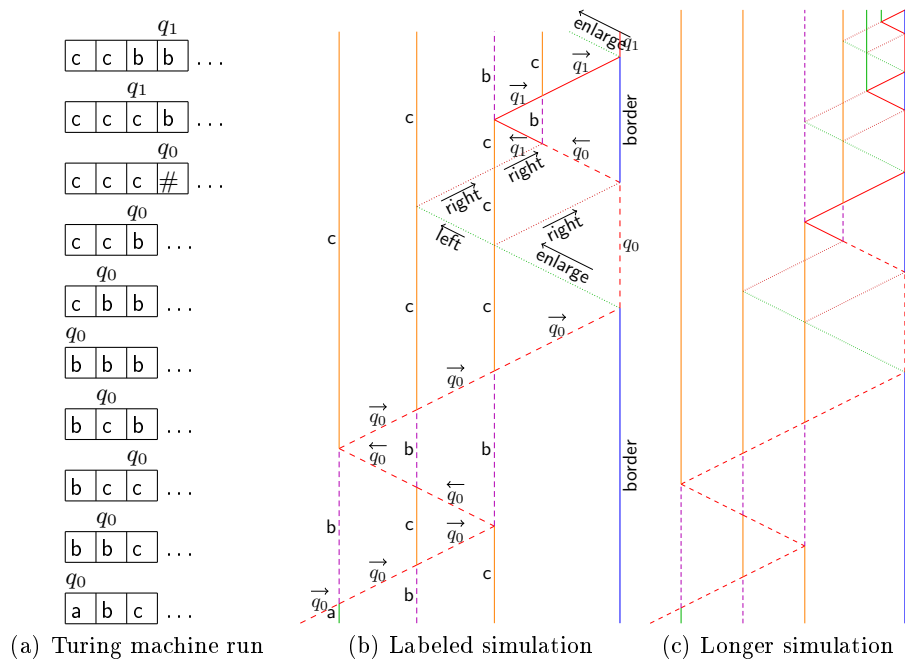 q₁
c c b b ...
q₁
c c c b ...
q₀
c c c # ...
q₀
c c b ...
q₀
c b b ...
q₀
b b b ...
q₀
b c b ...
q₀
b c c ...
q₀
b b c ...
q₀
a b c ...
(a) Turing machine run
enlarge
q₁
q₁
c
b
q₁
border
c
b
c
q₁
q₀
right
right
c
right
c
left
enlarge
q₀
c
c
q₀
q₀
q₀
b
b
q₀
border
q₀
b
c
q₀
q₀
c
b
q₀
a
(b) Labeled simulation
(c) Longer simulation